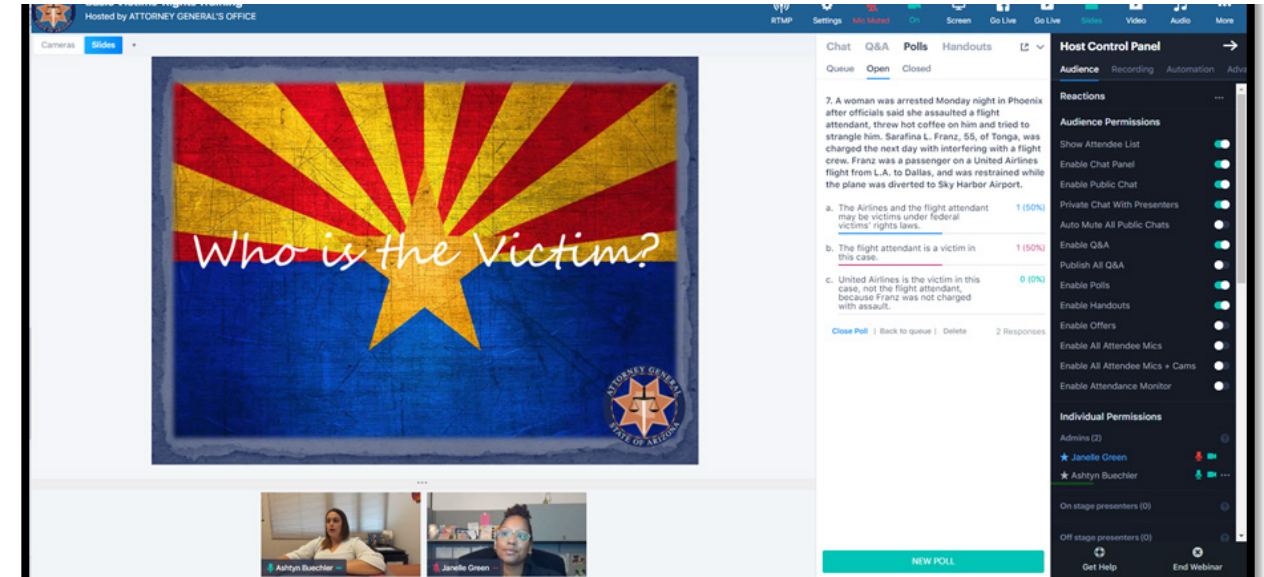 Basic Victims' Rights Training
Hosted by ATTORNEY GENERAL'S OFFICE
RTMP Settings Mic Muted On Screen Go Live Go Live Slides Video Audio More
Cameras Slides +
Who is the Victim?
ATTORNEY GENERAL
STATE OF ARIZONA
Ashtyn Buechler
Janelle Green
Chat Q&A Polls Handouts
Queue Open Closed
7. A woman was arrested Monday night in Phoenix
after officials said she assaulted a flight
attendant, threw hot coffee on him and tried to
strangle him. Sarafina L. Franz, 55, of Tonga, was
charged the next day with interfering with a flight
crew. Franz was a passenger on a United Airlines
flight from L.A. to Dallas, and was restrained while
the plane was diverted to Sky Harbor Airport.
a. The Airlines and the flight attendant 1 (50%)
may be victims under federal
victims' rights laws.
b. The flight attendant is a victim in 1 (50%)
this case.
c. United Airlines is the victim in this 0 (0%)
case, not the flight attendant,
because Franz was not charged
with assault.
Close Poll | Back to queue | Delete 2 Responses
NEW POLL
Host Control Panel
Audience Recording Automation Adva
Reactions
Audience Permissions
Show Attendee List
Enable Chat Panel
Enable Public Chat
Private Chat With Presenters
Auto Mute All Public Chats
Enable Q&A
Publish All Q&A
Enable Polls
Enable Handouts
Enable Offers
Enable All Attendee Mics
Enable All Attendee Mics + Cams
Enable Attendance Monitor
Individual Permissions
Admins (2)
Janelle Green
Ashtyn Buechler
On stage presenters (0)
Off stage presenters (0)
Get Help End Webinar